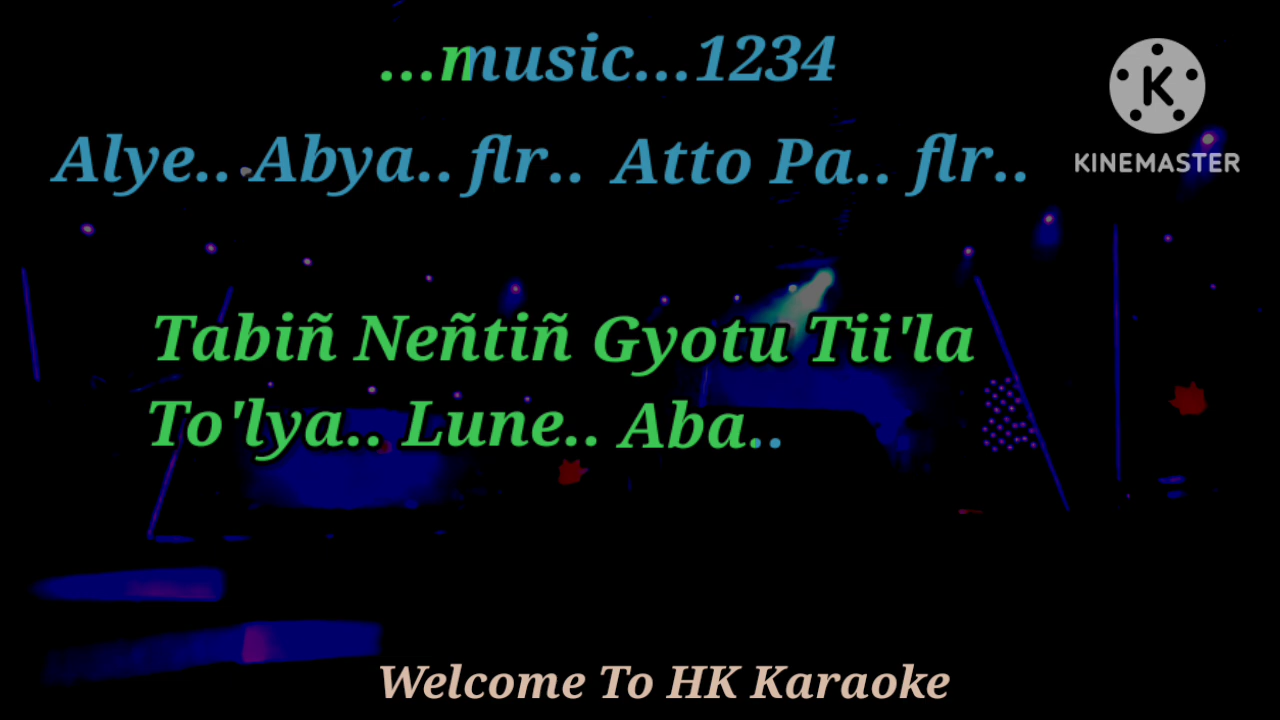 ...music...1234
Alye.. Abya.. flr.. Atto Pa.. flr..
KINEMASTER
Tabiñ Neñtiñ Gyotu Tii'la
To'lya.. Lune.. Aba..
Welcome To HK Karaoke